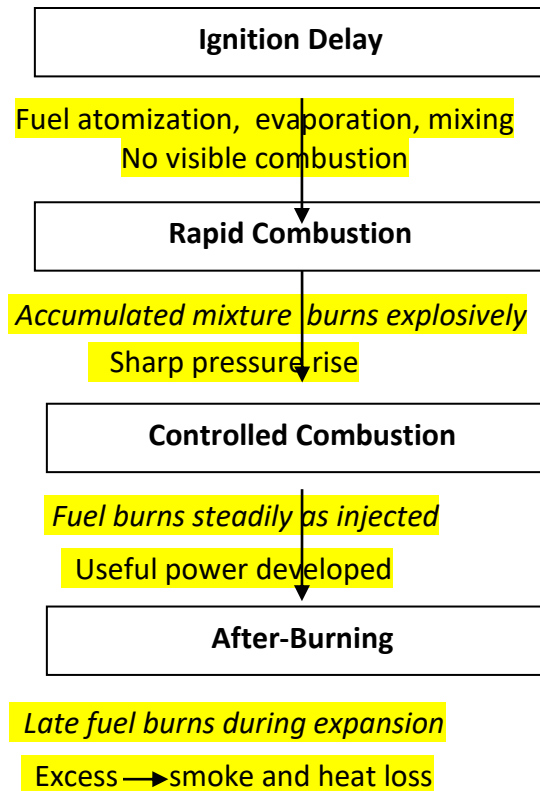 Ignition Delay
Fuel atomization, evaporation, mixing
No visible combustion
Rapid Combustion
Accumulated mixture burns explosively
Sharp pressure rise
Controlled Combustion
Fuel burns steadily as injected
Useful power developed
After-Burning
Late fuel burns during expansion
Excess → smoke and heat loss